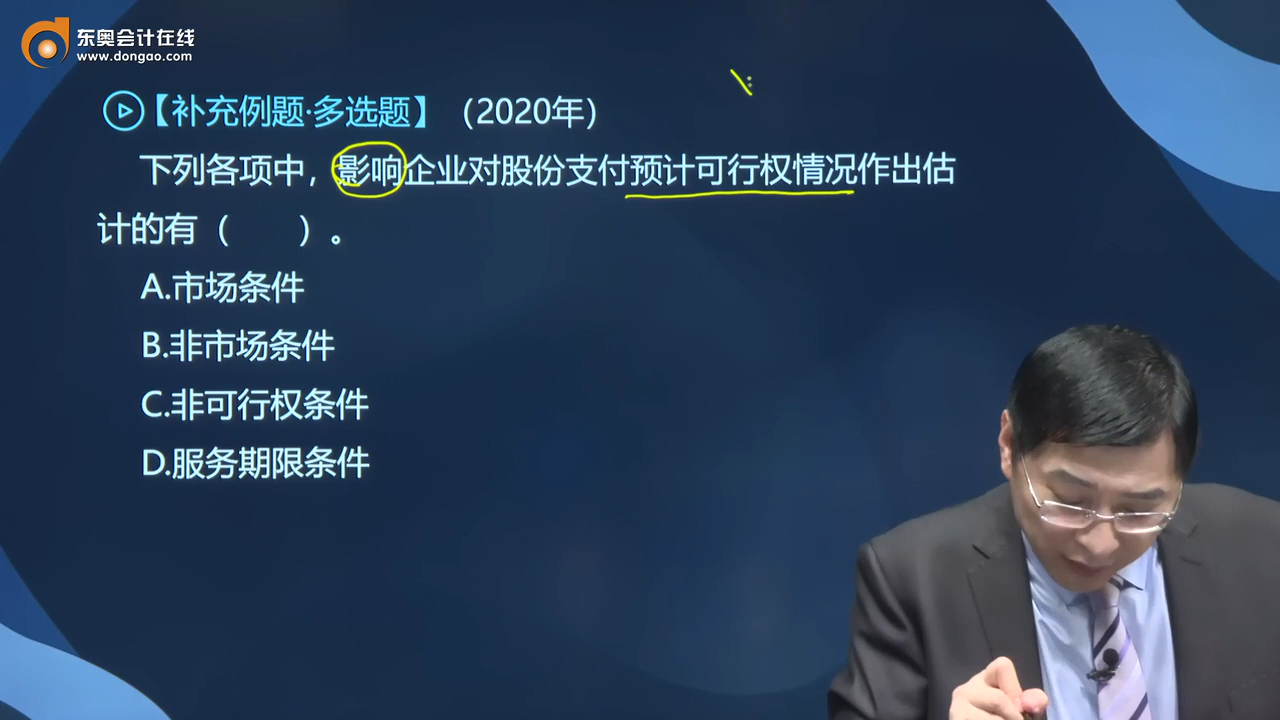 东奥会计在线
www.dongao.com
【补充例题·多选题】（2020年）
下列各项中，影响企业对股份支付预计可行权情况作出估
计的有（　　）。
A.市场条件
B.非市场条件
C.非可行权条件
D.服务期限条件